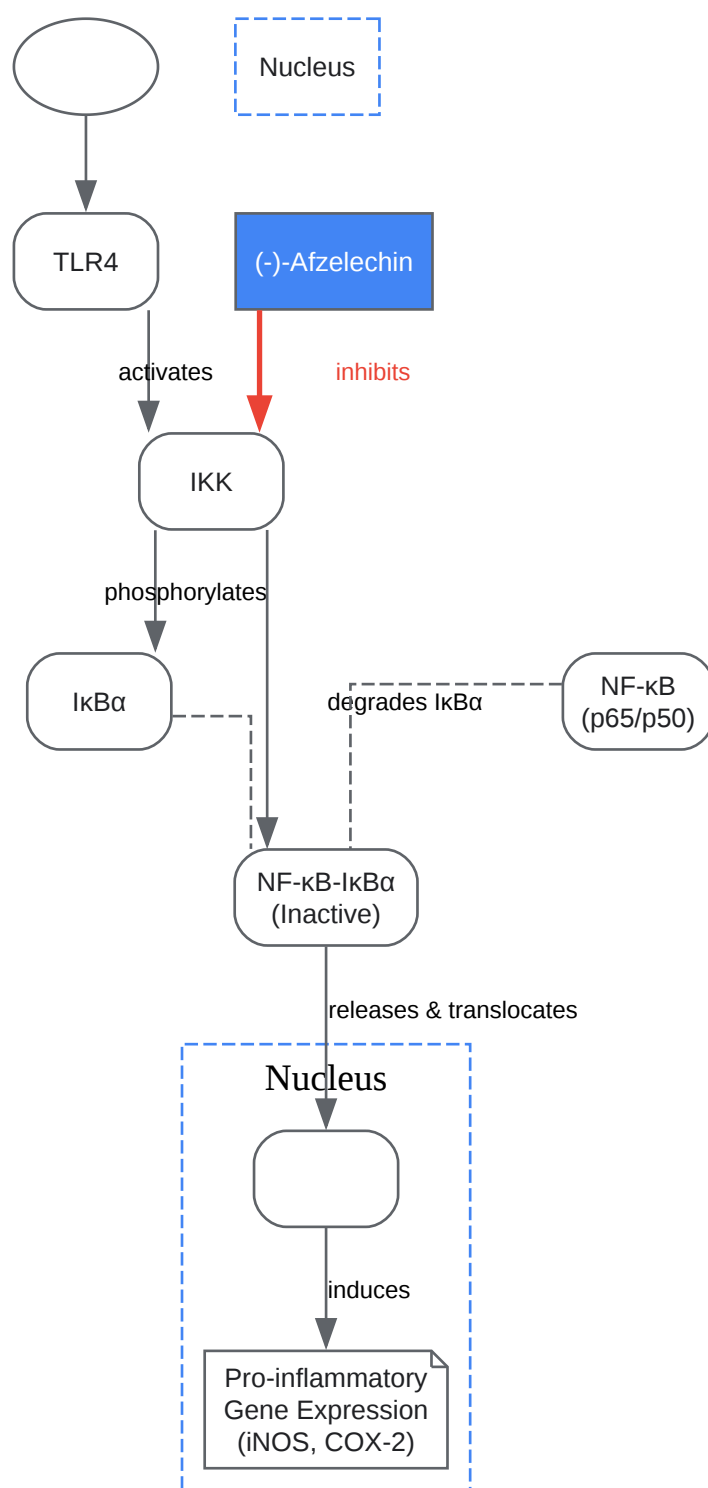 Nucleus
TLR4
(-)-Afzelechin
activates
inhibits
IKK
phosphorylates
IκBα
degrades IκBα
NF-κB
(p65/p50)
NF-κB-IκBα
(Inactive)
releases & translocates
Nucleus
induces
Pro-inflammatory
Gene Expression
(iNOS, COX-2)